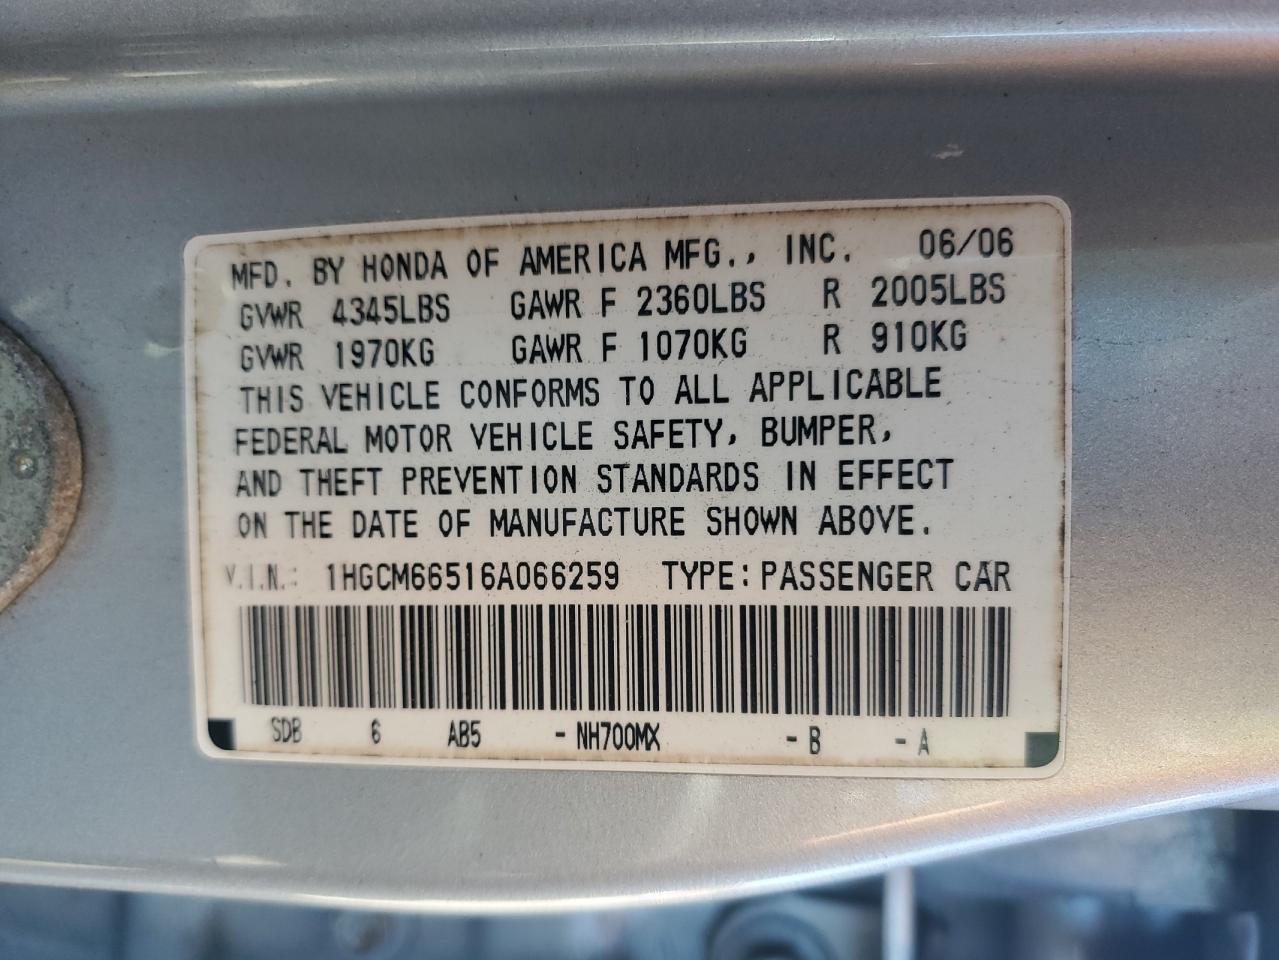 MFD. BY HONDA OF AMERICA MFG., INC. 06/06
GVWR 4345LBS GAWR F 2360LBS R 2005LBS
GVWR 1970KG GAWR F 1070KG R 910KG
THIS VEHICLE CONFORMS TO ALL APPLICABLE
FEDERAL MOTOR VEHICLE SAFETY, BUMPER,
AND THEFT PREVENTION STANDARDS IN EFFECT
ON THE DATE OF MANUFACTURE SHOWN ABOVE.
V.I.N.: 1HGCM66516A066259 TYPE: PASSENGER CAR
SDB 6 AB5 - NH700MX - B - A